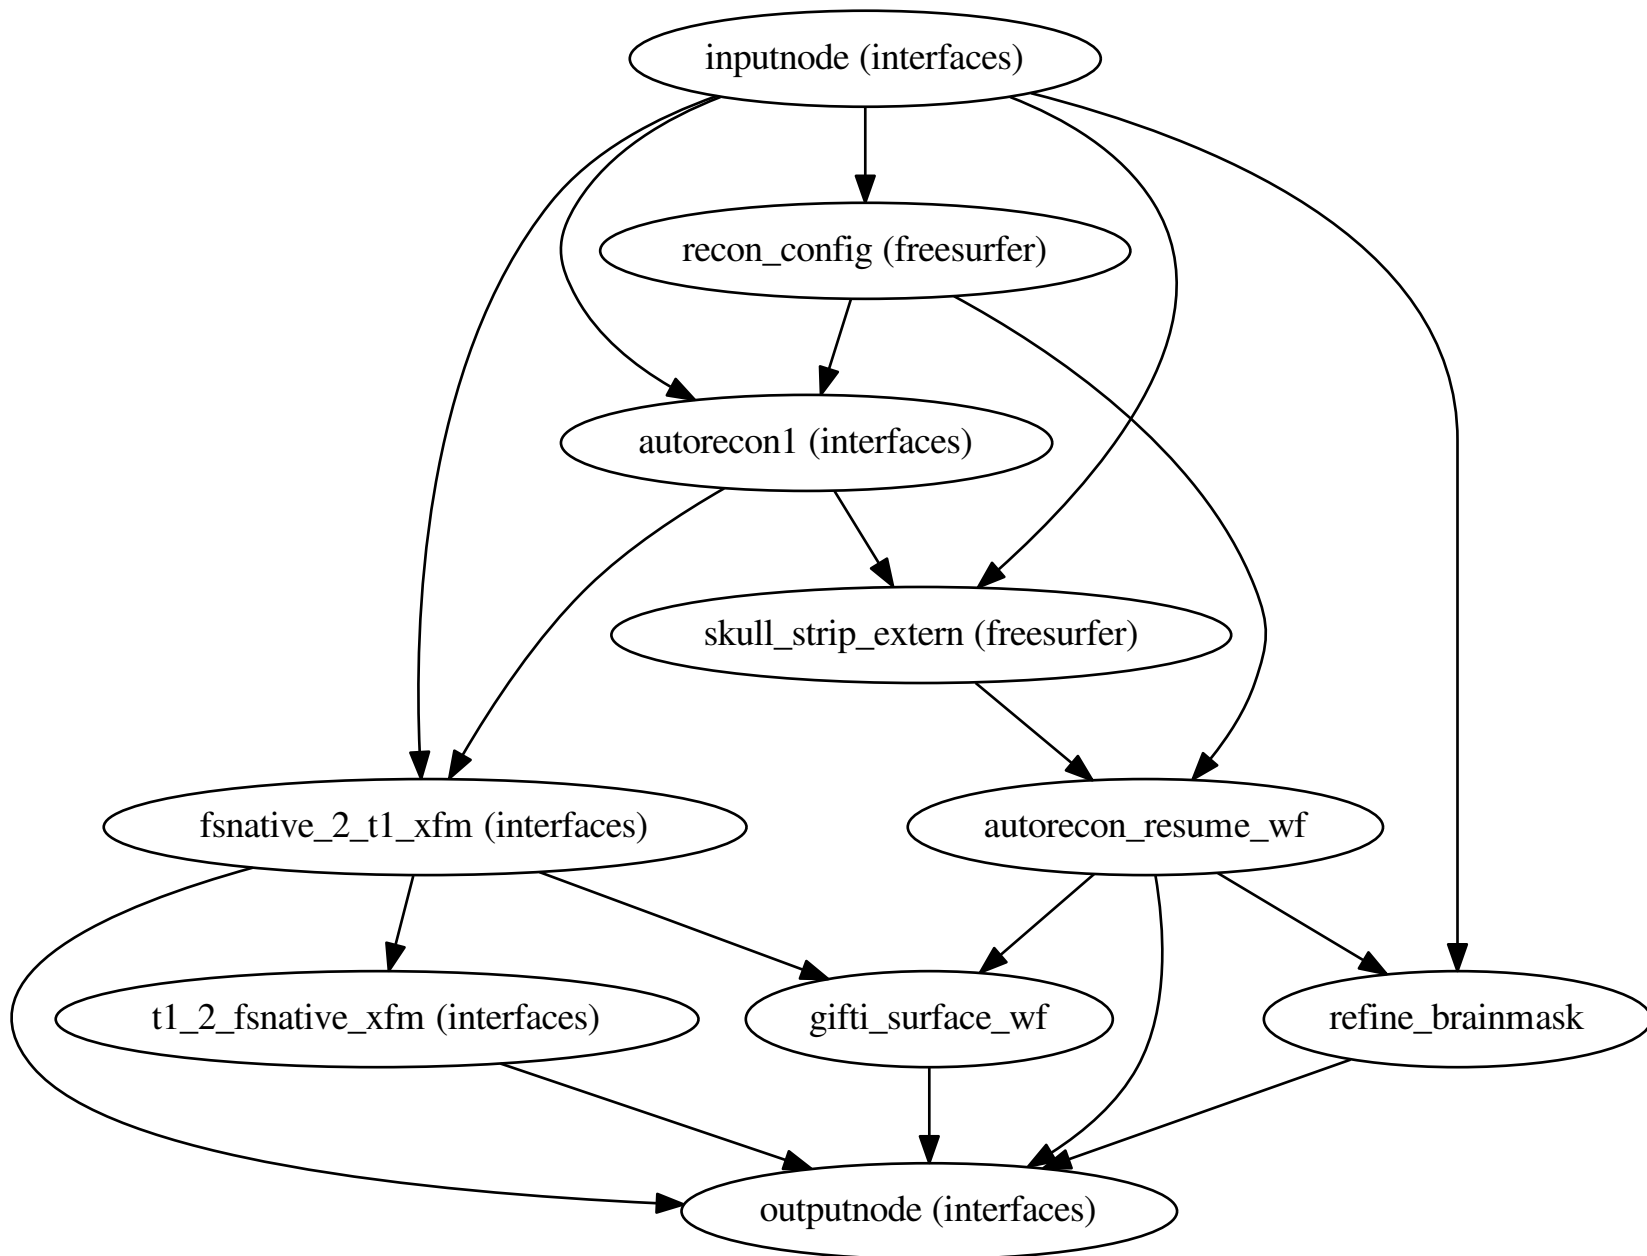 inputnode (interfaces)
recon_config (freesurfer)
autorecon1 (interfaces)
skull_strip_extern (freesurfer)
fsnative_2_t1_xfm (interfaces)
autorecon_resume_wf
t1_2_fsnative_xfm (interfaces)
gifti_surface_wf
refine_brainmask
outputnode (interfaces)